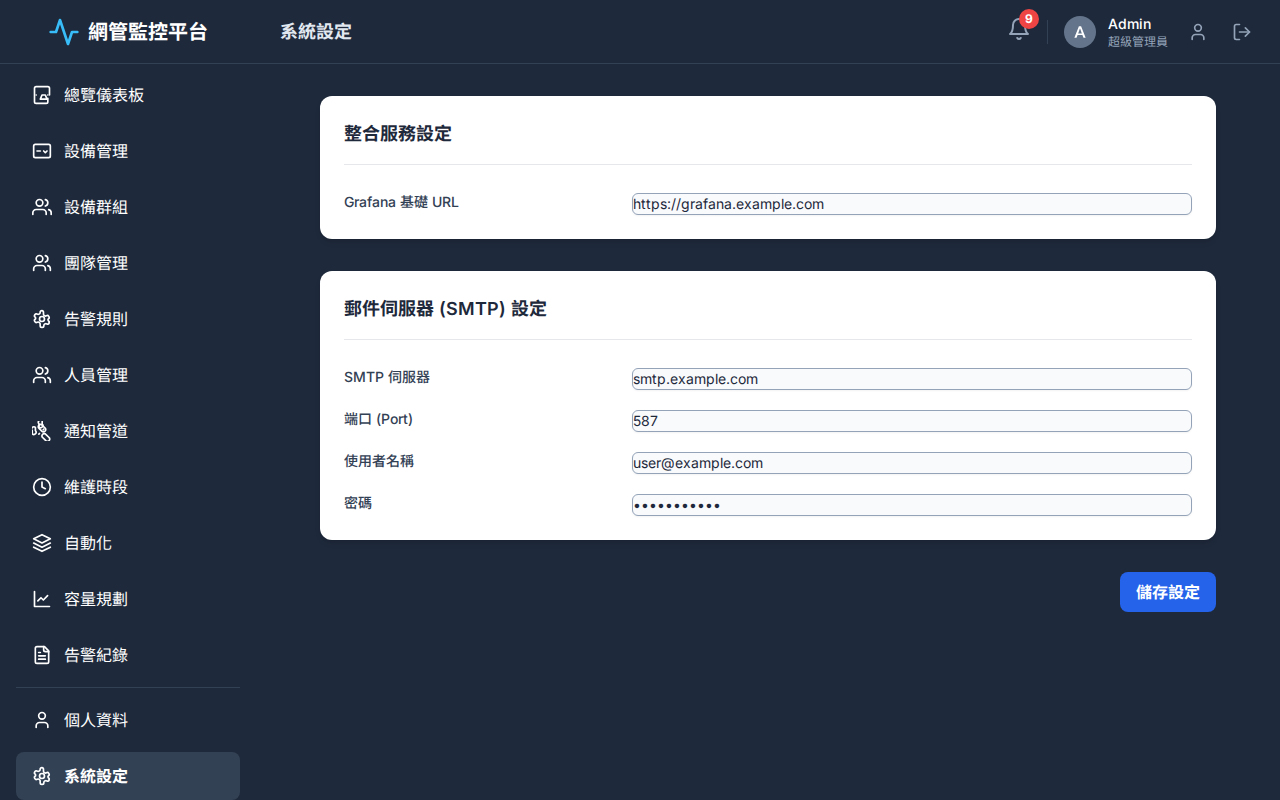 網管監控平台
系統設定
9
A
Admin
超級管理員
總覽儀表板
設備管理
設備群組
團隊管理
告警規則
人員管理
通知管道
維護時段
自動化
容量規劃
告警紀錄
個人資料
系統設定
整合服務設定
Grafana 基礎 URL
https://grafana.example.com
郵件伺服器 (SMTP) 設定
SMTP 伺服器
smtp.example.com
端口 (Port)
587
使用者名稱
user@example.com
密碼
•••••••••••
儲存設定